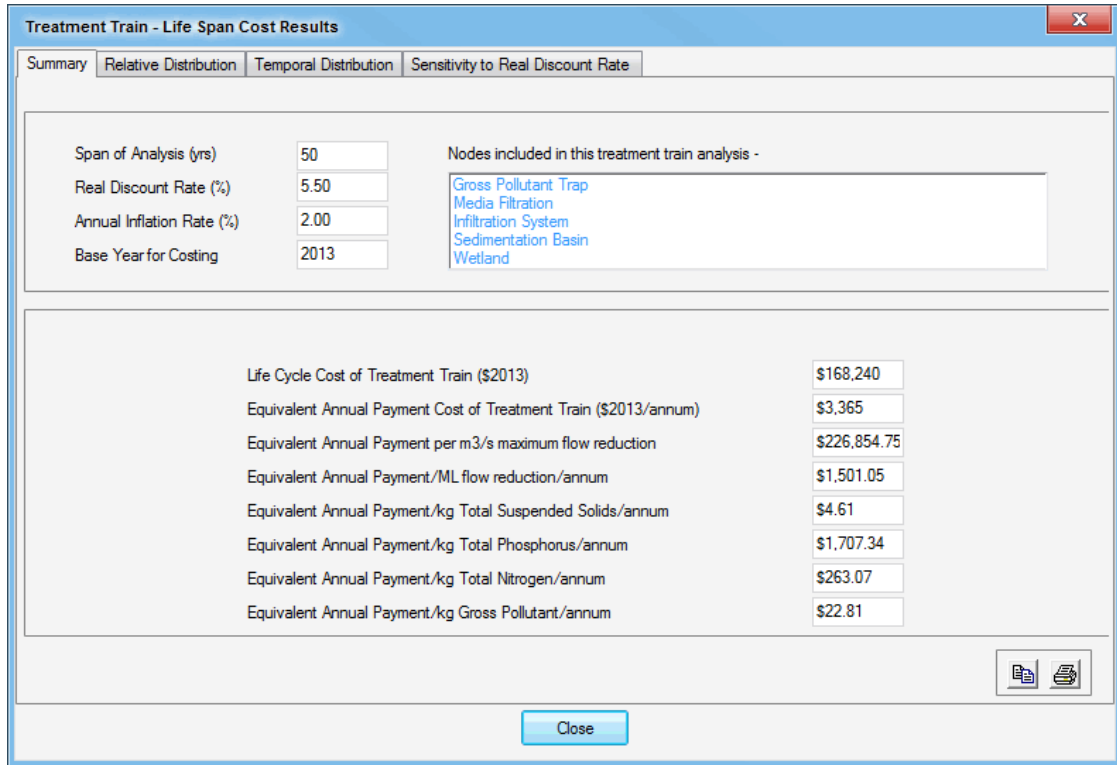 Treatment Train - Life Span Cost Results
Summary Relative Distribution Temporal Distribution Sensitivity to Real Discount Rate
Span of Analysis (yrs) 50 Nodes included in this treatment train analysis -
Real Discount Rate (%) 5.50 Gross Pollutant Trap
Media Filtration
Annual Inflation Rate (%) 2.00 Infiltration System
Sedimentation Basin
Base Year for Costing 2013 Wetland
Life Cycle Cost of Treatment Train ($2013) $168,240
Equivalent Annual Payment Cost of Treatment Train ($2013/annum) $3,365
Equivalent Annual Payment per m3/s maximum flow reduction $226,854.75
Equivalent Annual Payment/ML flow reduction/annum $1,501.05
Equivalent Annual Payment/kg Total Suspended Solids/annum $4.61
Equivalent Annual Payment/kg Total Phosphorus/annum $1,707.34
Equivalent Annual Payment/kg Total Nitrogen/annum $263.07
Equivalent Annual Payment/kg Gross Pollutant/annum $22.81
Close